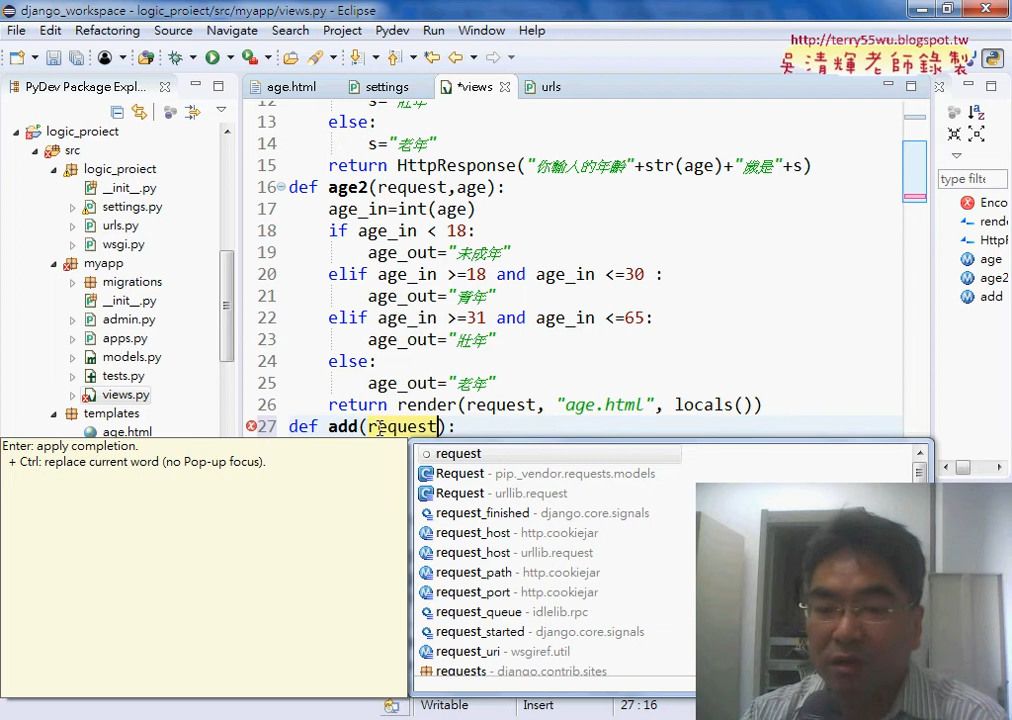 django_workspace - logic_proiect/src/myapp/views.py - Eclipse
File Edit Refactoring Source Navigate Search Project Pydev Run Window Help
http://terry55wu.blogspot.tw
吳清輝老師錄製
PyDev Package Expl...
age.html
settings
*views
urls
logic_proiect
src
logic_proiect
__init__.py
settings.py
urls.py
wsgi.py
myapp
migrations
__init__.py
admin.py
apps.py
models.py
tests.py
views.py
templates
age.html
12 s="壯年"
13 else:
14 s="老年"
15 return HttpResponse("你輸人的年齡"+str(age)+"歲是"+s)
16 def age2(request,age):
17 age_in=int(age)
18 if age_in < 18:
19 age_out="未成年"
20 elif age_in >=18 and age_in <=30 :
21 age_out="青年"
22 elif age_in >=31 and age_in <=65:
23 age_out="壯年"
24 else:
25 age_out="老年"
26 return render(request, "age.html", locals())
27 def add(request):
type filte
Enco
rende
HttpF
age
age2
add
Enter: apply completion.
+ Ctrl: replace current word (no Pop-up focus).
request
Request - pip._vendor.requests.models
Request - urllib.request
request_finished - django.core.signals
request_host - http.cookiejar
request_host - urllib.request
request_path - http.cookiejar
request_port - http.cookiejar
request_queue - idlelib.rpc
request_started - django.core.signals
request_uri - wsgiref.util
requests - django.contrib.sites
Writable
Insert
27 : 16